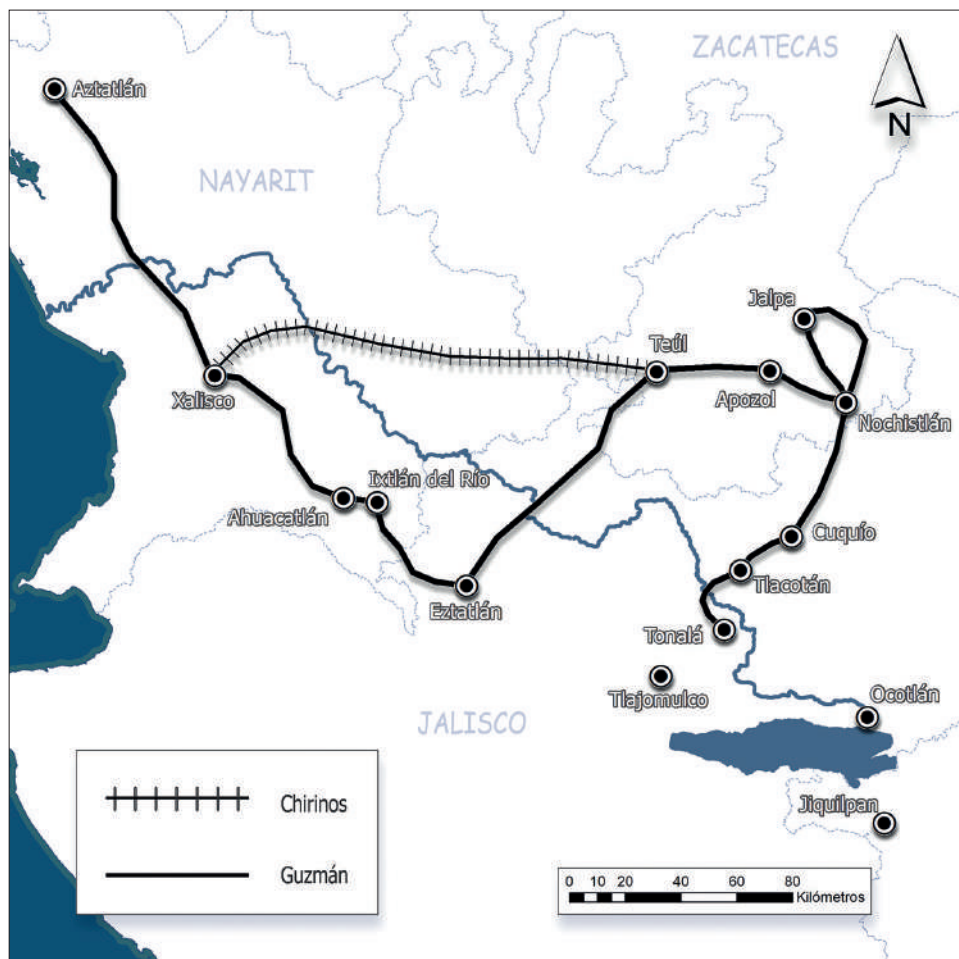 ZACATECAS
Aztatlán
N
NAYARIT
Jalpa
Teúl
Xalisco
Apozol
Nochistlán
Ixtlán del Río
Ahuacatlán
Cuquío
Tlacotán
Eztatlán
Tonalá
Tlajomulco
Ocotlán
JALISCO
Chirinos
Jiquilpan
Guzmán
0 10 20 40 60 80
Kilómetros